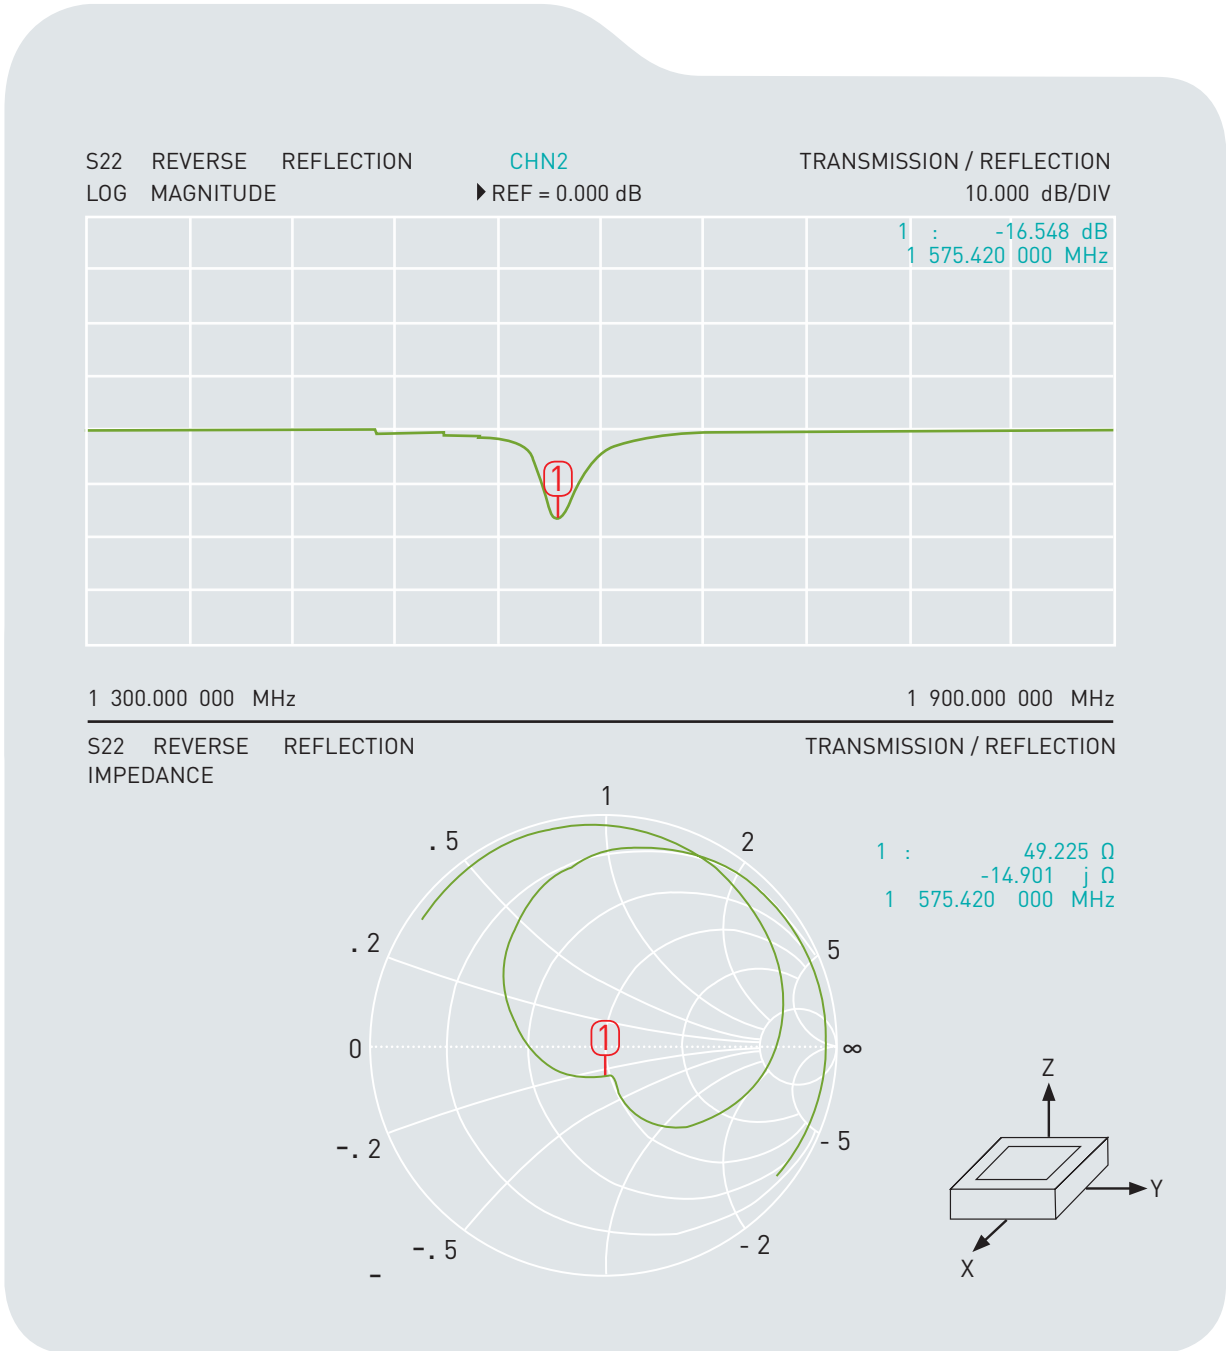 S22 REVERSE REFLECTION CHN2 TRANSMISSION / REFLECTION
LOG MAGNITUDE REF = 0.000 dB 10.000 dB/DIV
1 : -16.548 dB
1 575.420 000 MHz
1
1 300.000 000 MHz 1 900.000 000 MHz
S22 REVERSE REFLECTION TRANSMISSION / REFLECTION
IMPEDANCE
1
. 5 2
1 : 49.225 Ω
-14.901 j Ω
1 575.420 000 MHz
. 2 5
1
0 ∞
Z
-. 2 - 5
Y
-. 5 - 2
X
-